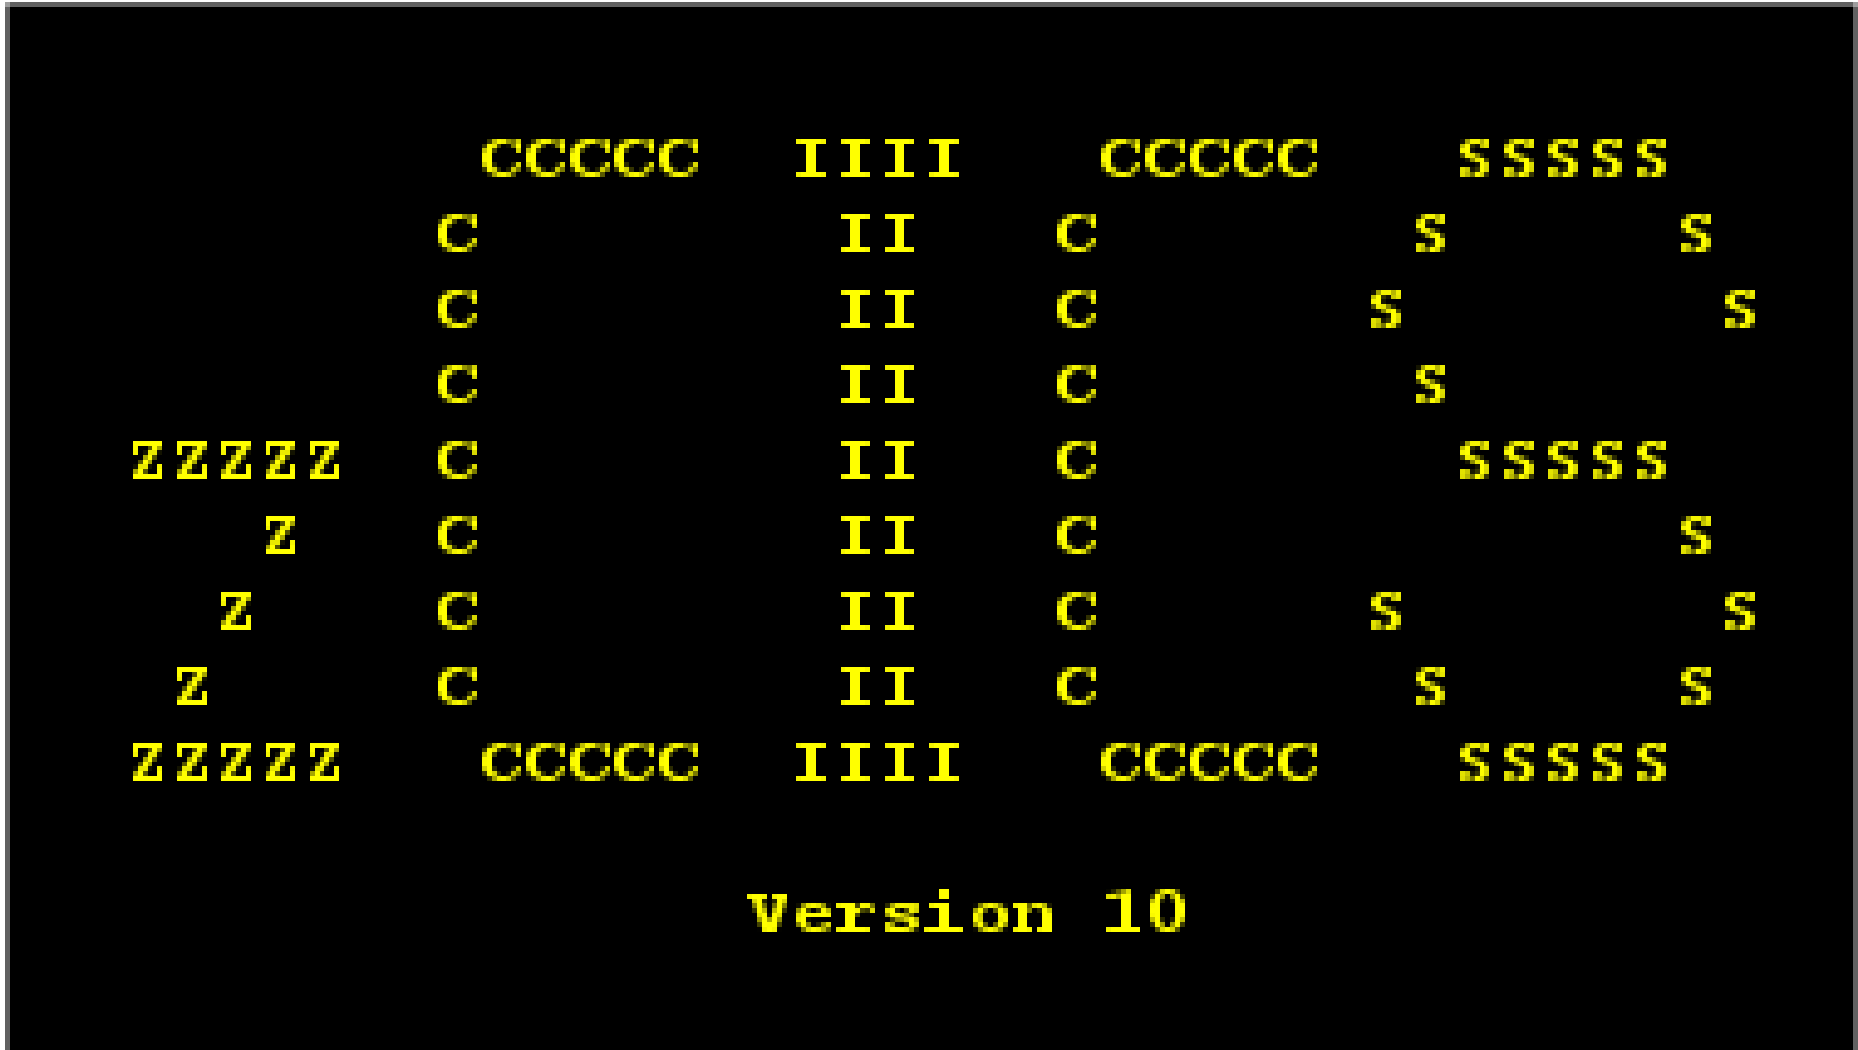 CCCCC  IIII   CCCCC   SSSSS
       C        II   C       S     S
       C        II   C      S       S
       C        II   C       S
ZZZZZ  C        II   C        SSSSS
   Z   C        II   C             S
  Z    C        II   C      S       S
 Z     C        II   C       S     S
ZZZZZ   CCCCC  IIII   CCCCC   SSSSS
Version 10